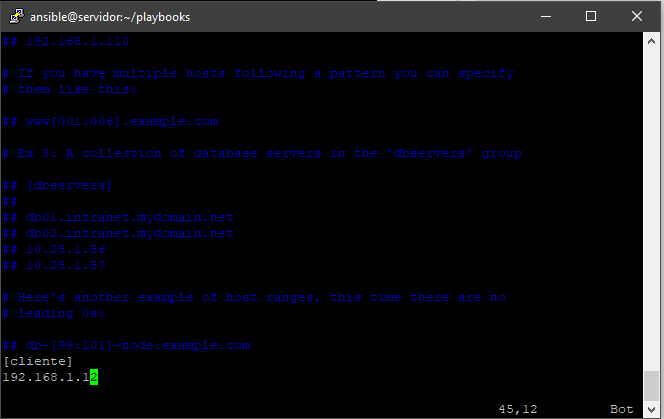 ansible@servidor:~/playbooks
## 192.168.1.110
# If you have multiple hosts following a pattern you can specify
# them like this:
## www[001:006].example.com
# Ex 3: A collection of database servers in the 'dbservers' group
## [dbservers]
##
## db01.intranet.mydomain.net
## db02.intranet.mydomain.net
## 10.25.1.56
## 10.25.1.57
# Here's another example of host ranges, this time there are no
# leading 0s:
## db-[99:101]-node.example.com
[cliente]
192.168.1.12
45,12 Bot